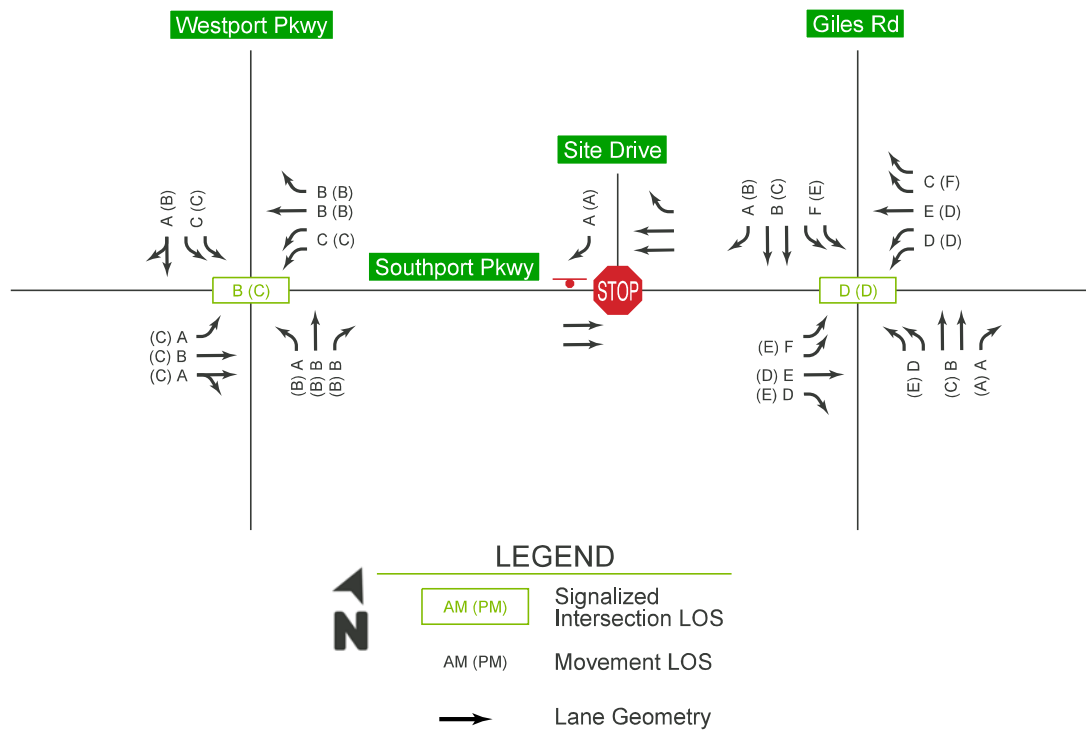 Westport Pkwy
Giles Rd
Site Drive
Southport Pkwy
A (B)
C (C)
B (B)
B (B)
C (C)
B (C)
(C) A
(C) B
(C) A
(B) A
(B) B
(B) B
A (A)
STOP
A (B)
B (C)
F (E)
C (F)
E (D)
D (D)
D (D)
(E) F
(D) E
(E) D
(E) D
(C) B
(A) A
LEGEND
N
AM (PM)
Signalized
Intersection LOS
AM (PM)
Movement LOS
Lane Geometry